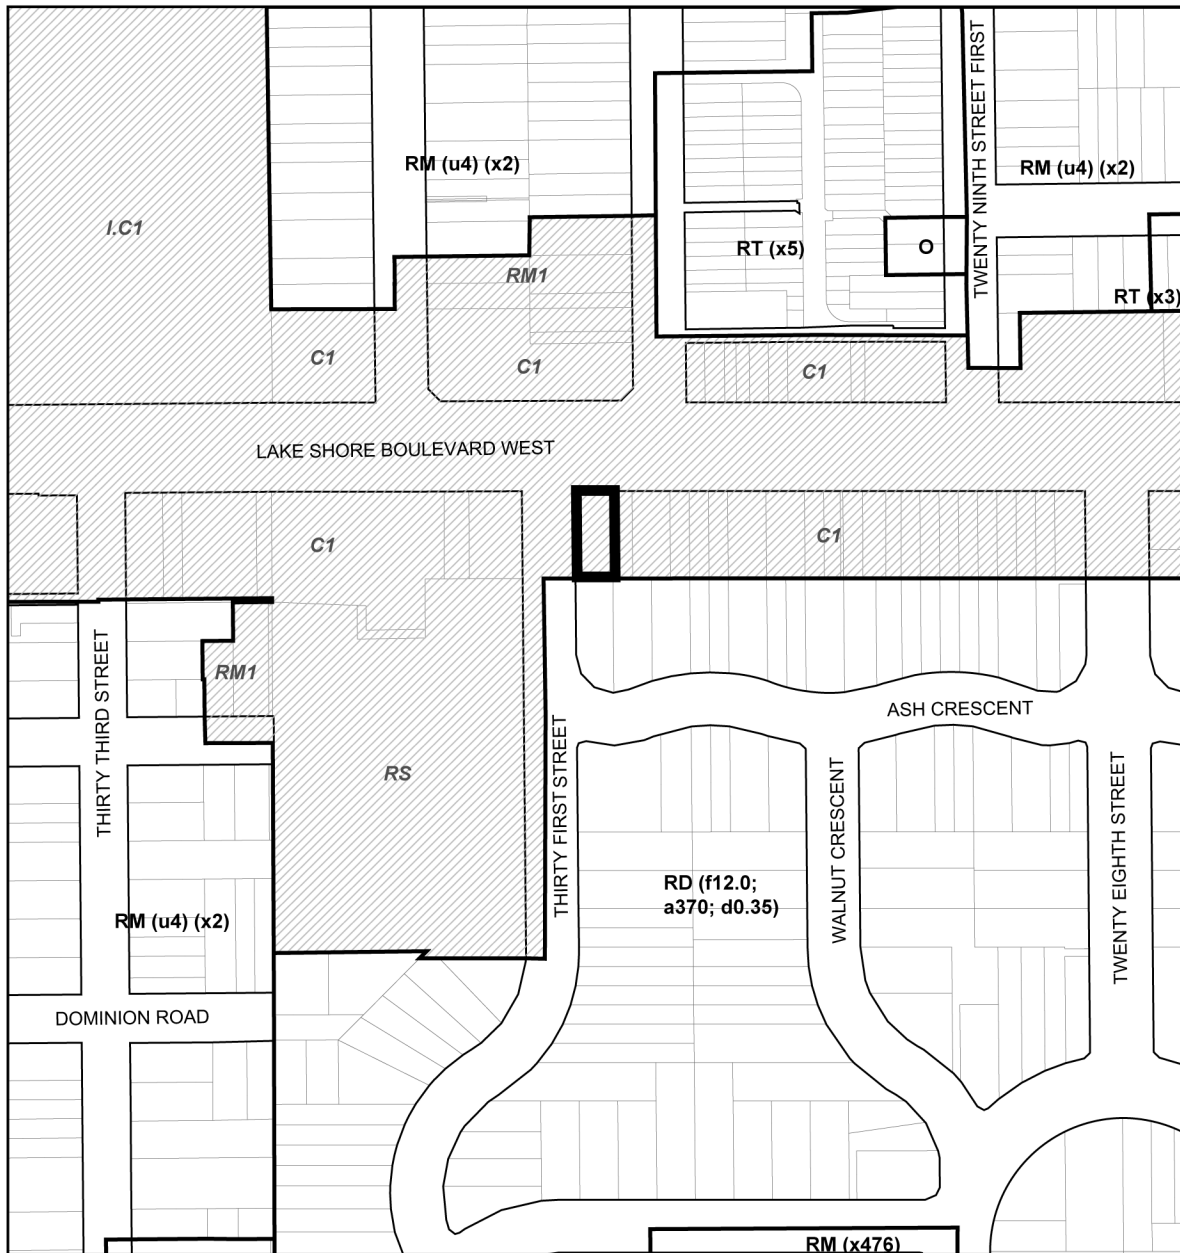 TWENTY NINTH STREET FIRST
RM (u4) (x2)
RM (u4) (x2)
I.C1
RT (x5)
O
RM1
RT (x3)
C1
C1
C1
LAKE SHORE BOULEVARD WEST
C1
C1
THIRTY THIRD STREET
RM1
ASH CRESCENT
RS
THIRTY FIRST STREET
WALNUT CRESCENT
TWENTY EIGHTH STREET
RD (f12.0;
a370; d0.35)
RM (u4) (x2)
DOMINION ROAD
RM (x476)